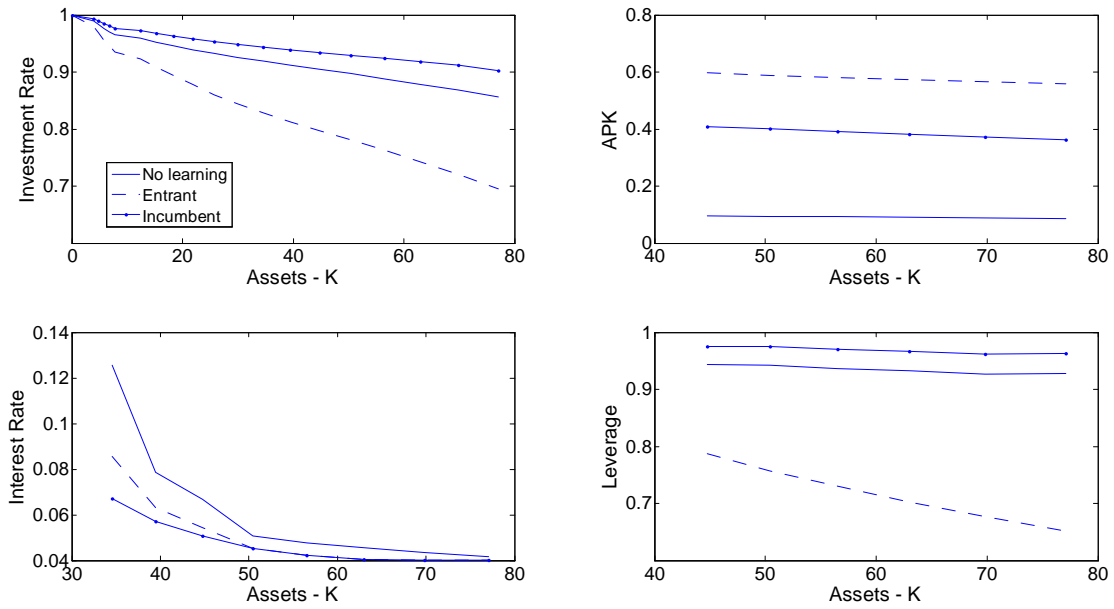 1
0.9
0.8
0.7
Investment Rate
No learning
Entrant
Incumbent
0 20 40 60 80
Assets - K
0.8
0.6
0.4
0.2
0
APK
40 50 60 70 80
Assets - K
0.14
0.12
0.1
0.08
0.06
0.04
Interest Rate
30 40 50 60 70 80
Assets - K
1
0.9
0.8
0.7
Leverage
40 50 60 70 80
Assets - K